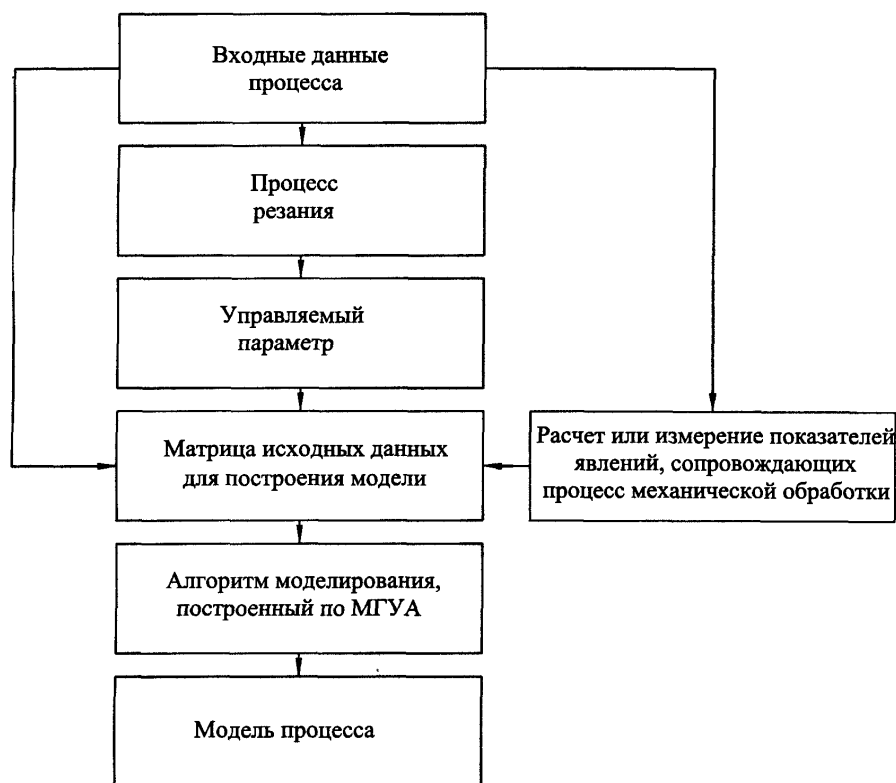 Входные данные
процесса
Процесс
резания
Управляемый
параметр
Матрица исходных данных
для построения модели
Расчет или измерение показателей
явлений, сопровождающих
процесс механической обработки
Алгоритм моделирования,
построенный по МГУА
Модель процесса